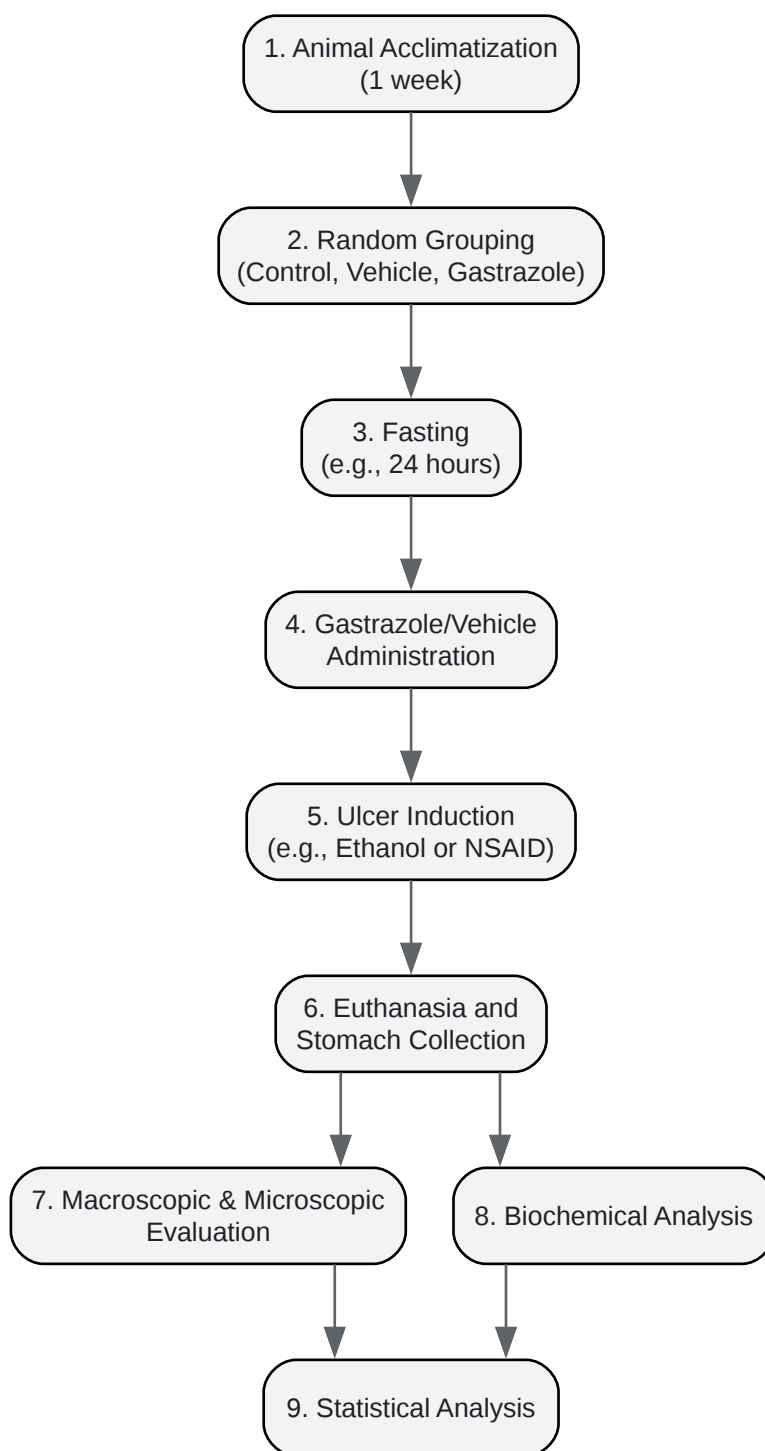 1. Animal Acclimatization
(1 week)
2. Random Grouping
(Control, Vehicle, Gastrazole)
3. Fasting
(e.g., 24 hours)
4. Gastrazole/Vehicle
Administration
5. Ulcer Induction
(e.g., Ethanol or NSAID)
6. Euthanasia and
Stomach Collection
7. Macroscopic & Microscopic
Evaluation
8. Biochemical Analysis
9. Statistical Analysis